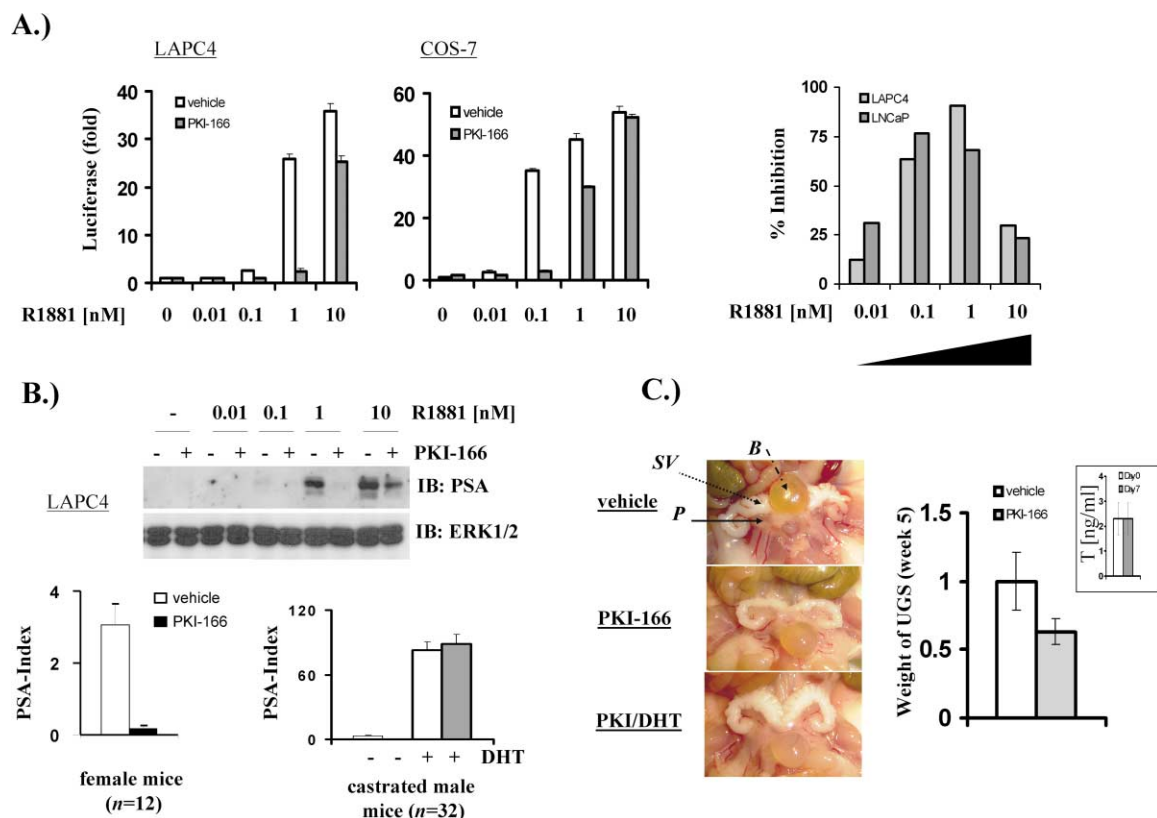 A.)
LAPC4
COS-7
vehicle
PKI-166
vehicle
PKI-166
LAPC4
LNCaP
Luciferase (fold)
40
30
20
10
0
60
40
20
0
% Inhibition
100
75
50
25
0
R1881 [nM] 0 0.01 0.1 1 10
0 0.01 0.1 1 10
R1881 [nM] 0.01 0.1 1 10
B.)
- 0.01 0.1 1 10 R1881 [nM]
- + - + - + - + - + PKI-166
LAPC4
IB: PSA
IB: ERK1/2
vehicle
PKI-166
PSA-Index
4
2
0
female mice
(n=12)
PSA-Index
120
60
0
- - + + DHT
castrated male
mice (n=32)
C.)
B
SV
P
vehicle
PKI-166
PKI/DHT
vehicle
PKI-166
Weight of UGS (week 5)
1.5
1
0.5
0
Day0
Day7
T [ng/ml]
4
3
2
1
0